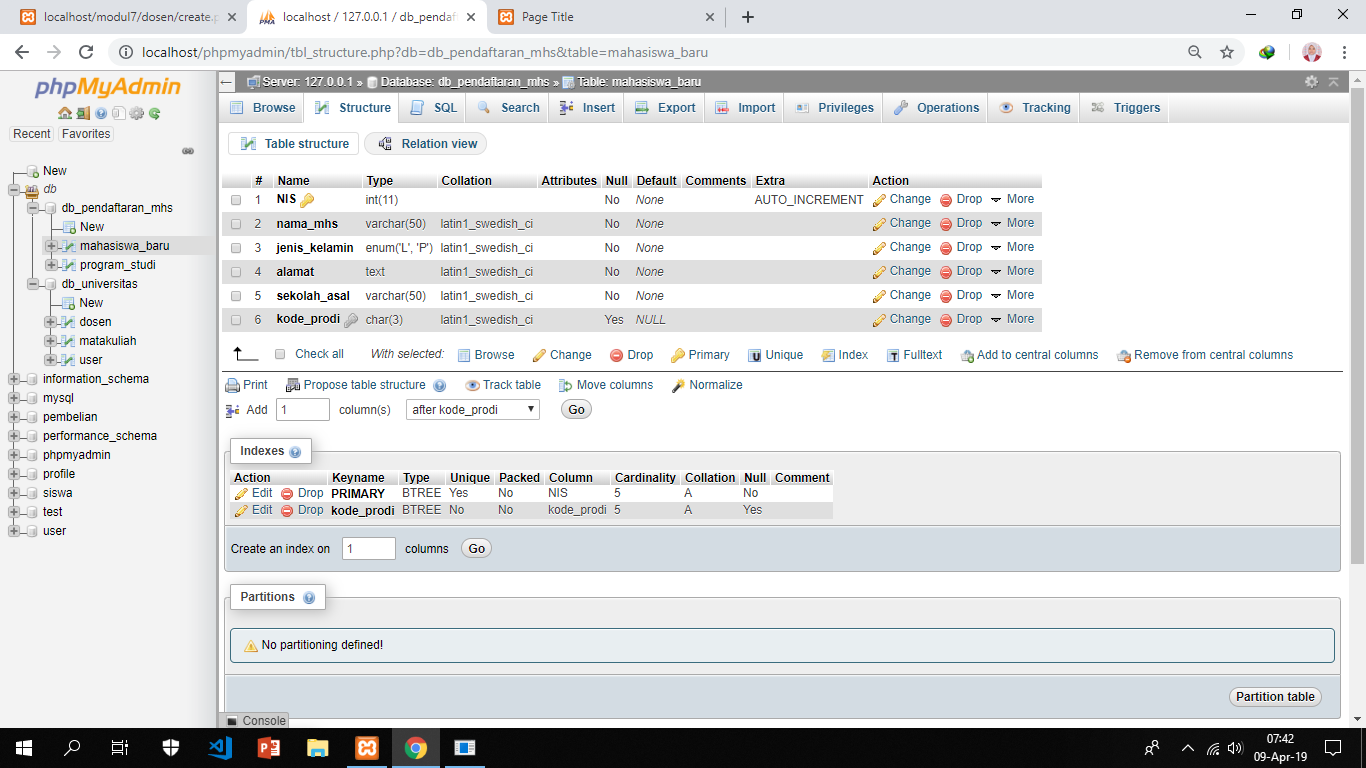 localhost/modul7/dosen/create.p
localhost / 127.0.0.1 / db_pendaft
Page Title
localhost/phpmyadmin/tbl_structure.php?db=db_pendaftaran_mhs&table=mahasiswa_baru
phpMyAdmin
Recent Favorites
New
db
db_pendaftaran_mhs
New
mahasiswa_baru
program_studi
db_universitas
New
dosen
matakuliah
user
information_schema
mysql
pembelian
performance_schema
phpmyadmin
profile
siswa
test
user
Server: 127.0.0.1 » Database: db_pendaftaran_mhs » Table: mahasiswa_baru
Browse Structure SQL Search Insert Export Import Privileges Operations Tracking Triggers
Table structure Relation view
# Name Type Collation Attributes Null Default Comments Extra Action
1 NIS int(11) No None AUTO_INCREMENT Change Drop More
2 nama_mhs varchar(50) latin1_swedish_ci No None Change Drop More
3 jenis_kelamin enum('L', 'P') latin1_swedish_ci No None Change Drop More
4 alamat text latin1_swedish_ci No None Change Drop More
5 sekolah_asal varchar(50) latin1_swedish_ci No None Change Drop More
6 kode_prodi char(3) latin1_swedish_ci Yes NULL Change Drop More
Check all With selected: Browse Change Drop Primary Unique Index Fulltext Add to central columns Remove from central columns
Print Propose table structure Track table Move columns Normalize
Add 1 column(s) after kode_prodi Go
Indexes
Action Keyname Type Unique Packed Column Cardinality Collation Null Comment
Edit Drop PRIMARY BTREE Yes No NIS 5 A No
Edit Drop kode_prodi BTREE No No kode_prodi 5 A Yes
Create an index on 1 columns Go
Partitions
No partitioning defined!
Partition table
Console
07:42
09-Apr-19